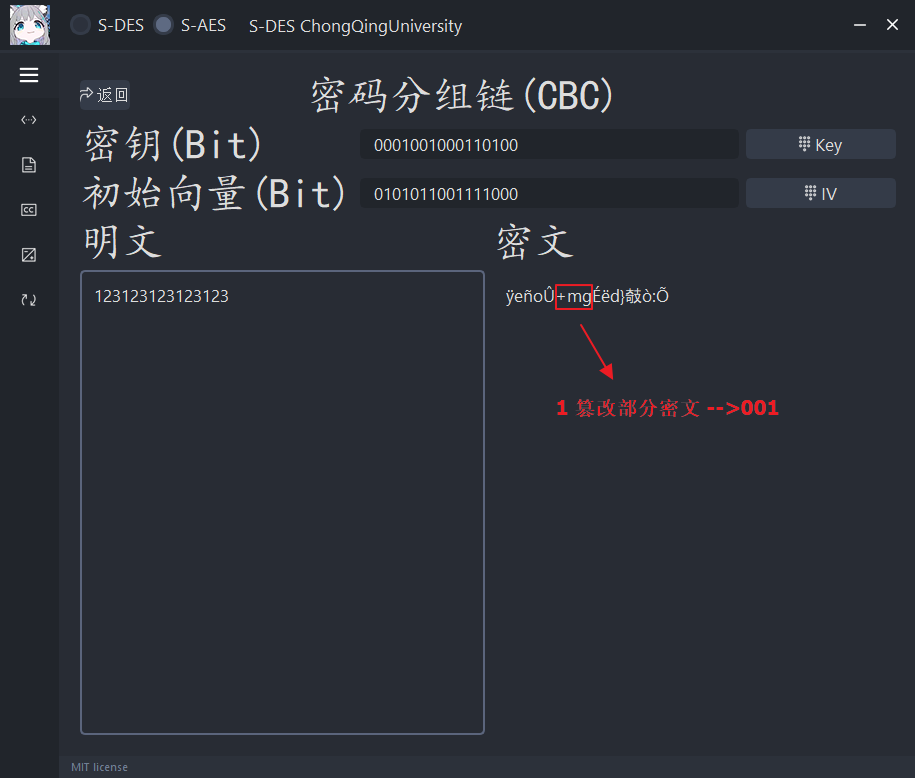 S-DES S-AES S-DES ChongQingUniversity
返回
密码分组链(CBC)
密钥(Bit) 0001001000110100 Key
初始向量(Bit) 0101011001111000 IV
明文 密文
123123123123123 ÿeñoÛ+mgÉëd}㪇ò:Õ
1 篡改部分密文 -->001
MIT license